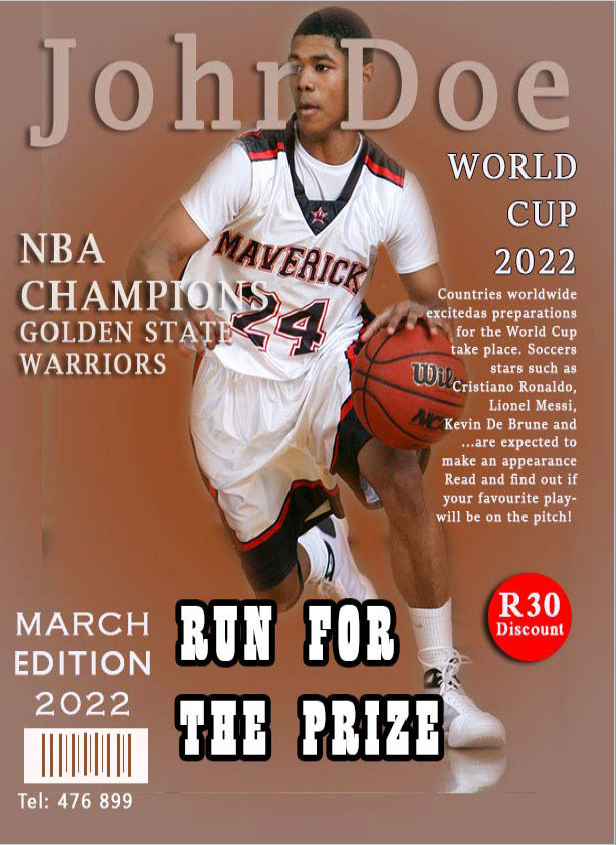 John Doe
WORLD
CUP
2022
NBA
CHAMPIONS
GOLDEN STATE
WARRIORS
Countries worldwide
excitedas preparations
for the World Cup
take place. Soccers
stars such as
Cristiano Ronaldo,
Lionel Messi,
Kevin De Brune and
...are expected to
make an appearance
Read and find out if
your favourite play-
will be on the pitch!
MAVERICK
24
Wil
NC
R30
Discount
MARCH
EDITION
2022
RUN FOR
THE PRIZE
Tel: 476 899